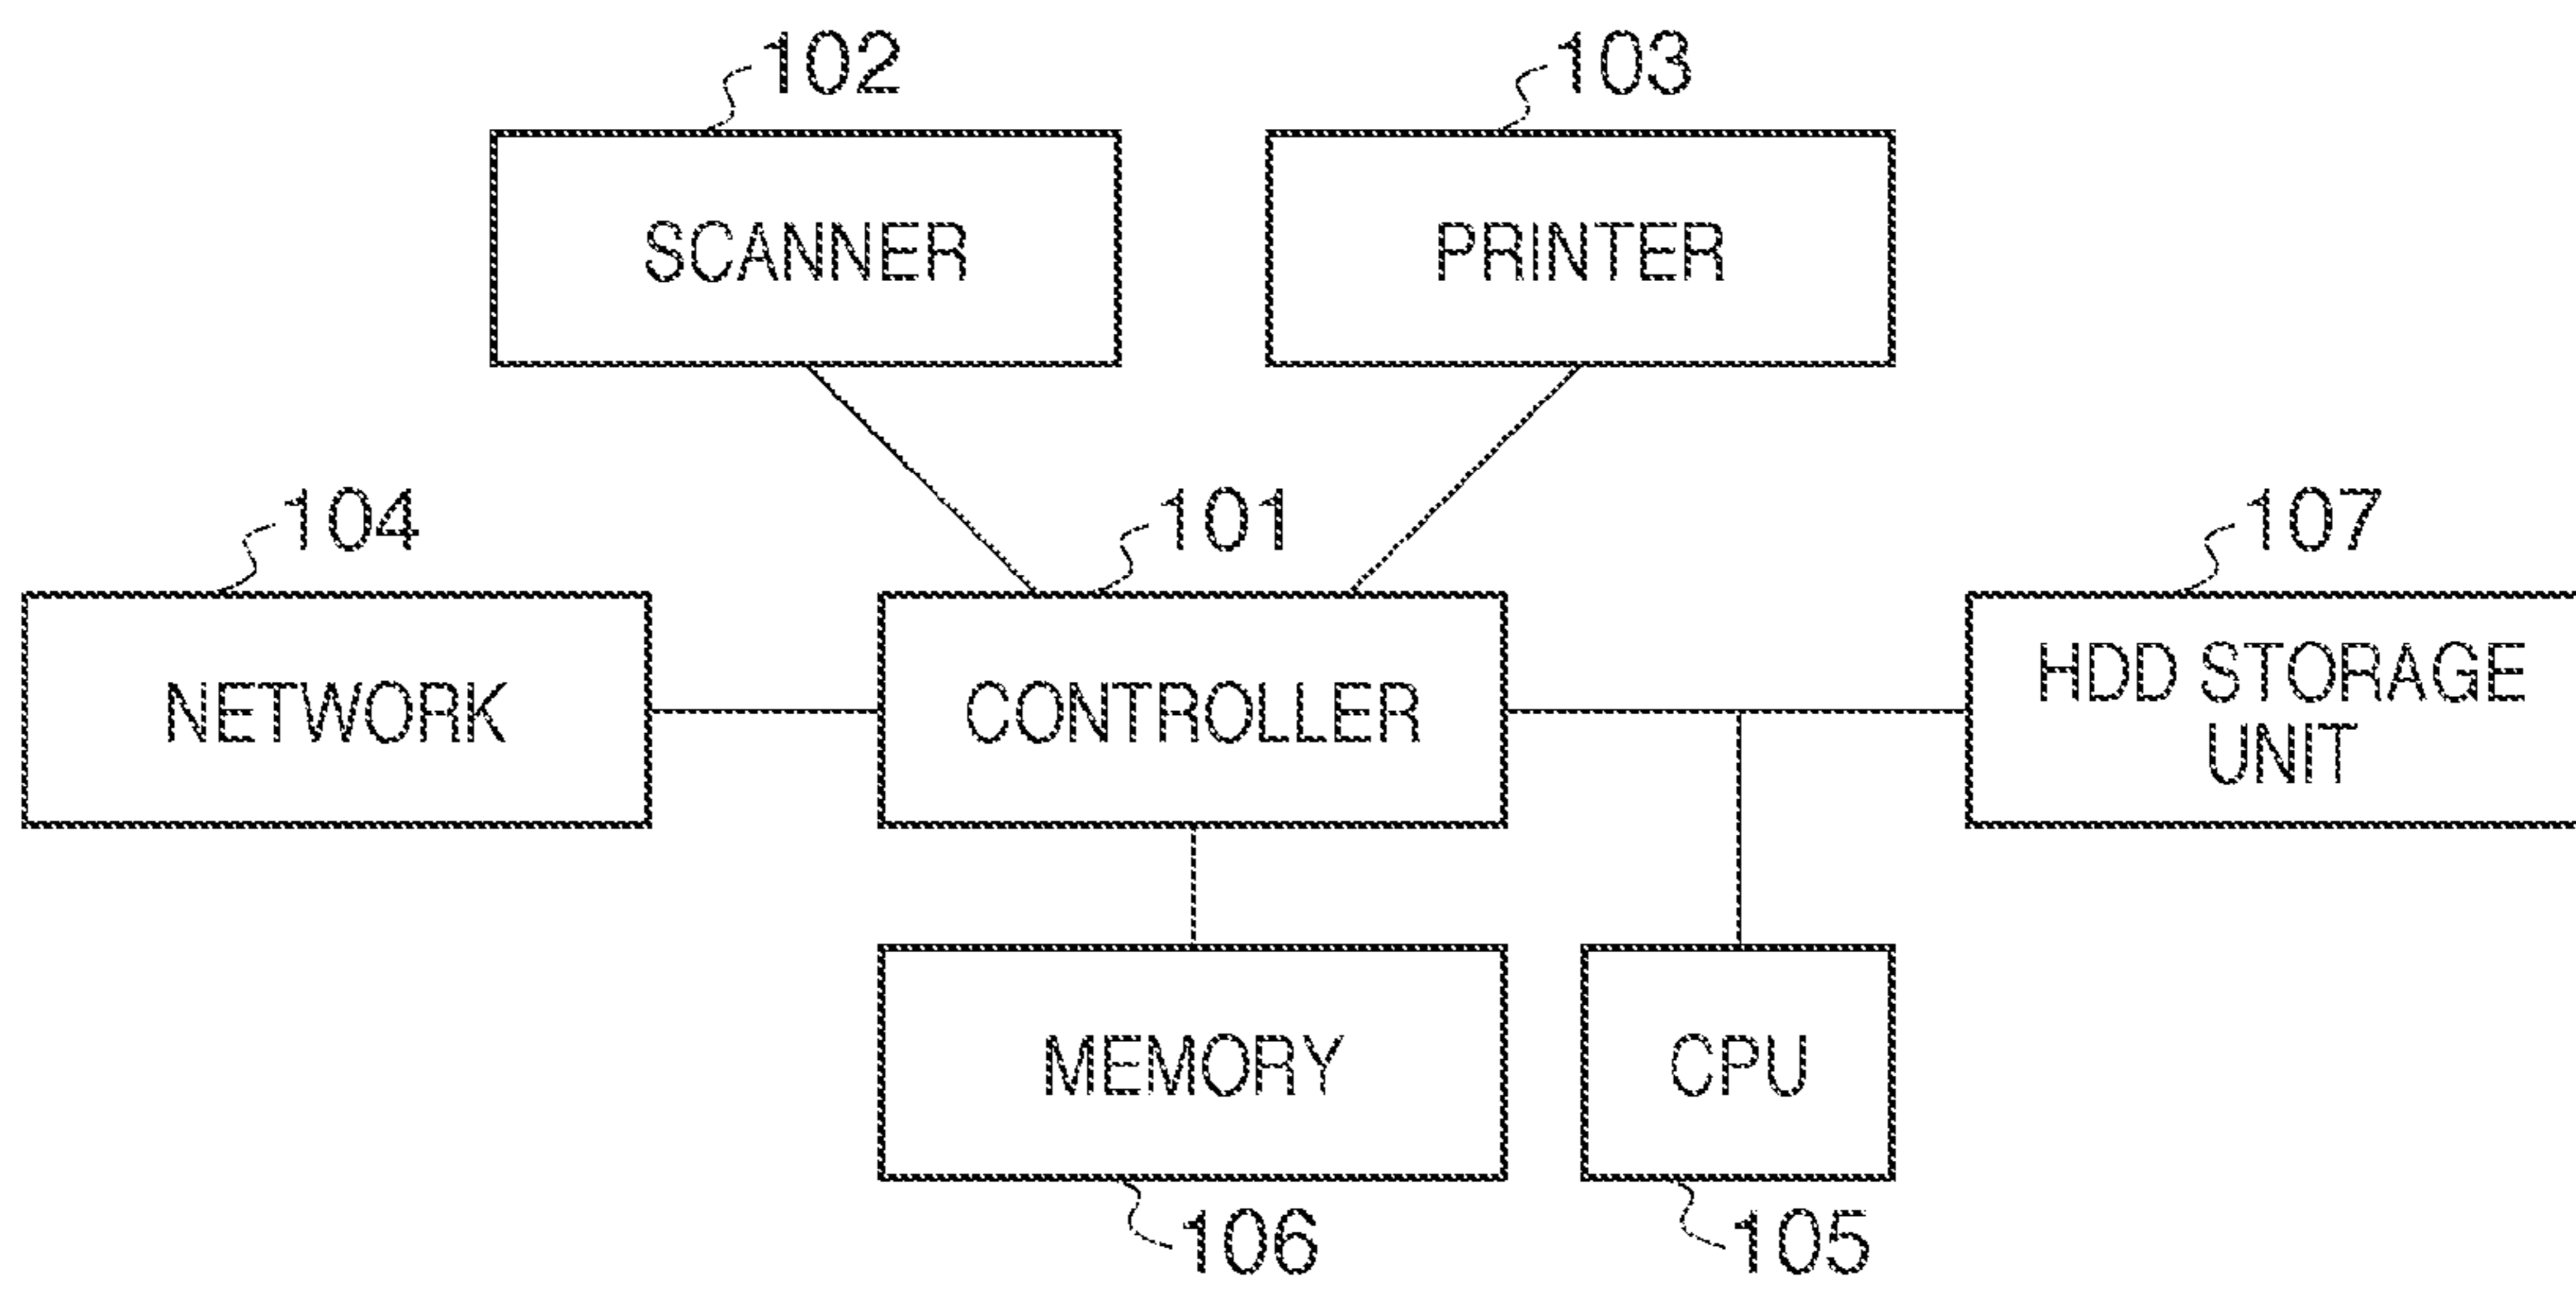 102
103
SCANNER
PRINTER
104
101
107
NETWORK
CONTROLLER
HDD STORAGE
UNIT
MEMORY
CPU
106
105